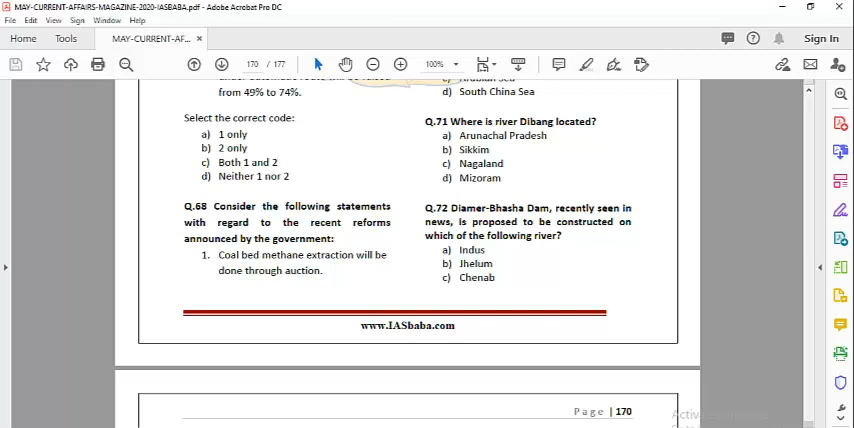 MAY-CURRENT-AFFAIRS-MAGAZINE-2020-IASBABA.pdf - Adobe Acrobat Pro DC
File Edit View Sign Window Help
Home Tools MAY-CURRENT-AF... × Sign In
170 / 177 100%
from 49% to 74%.
Select the correct code:
a) 1 only
b) 2 only
c) Both 1 and 2
d) Neither 1 nor 2
Q.68 Consider the following statements
with regard to the recent reforms
announced by the government:
1. Coal bed methane extraction will be
done through auction.
d) South China Sea
Q.71 Where is river Dibang located?
a) Arunachal Pradesh
b) Sikkim
c) Nagaland
d) Mizoram
Q.72 Diamer-Bhasha Dam, recently seen in
news, is proposed to be constructed on
which of the following river?
a) Indus
b) Jhelum
c) Chenab
www.IASbaba.com
Page | 170